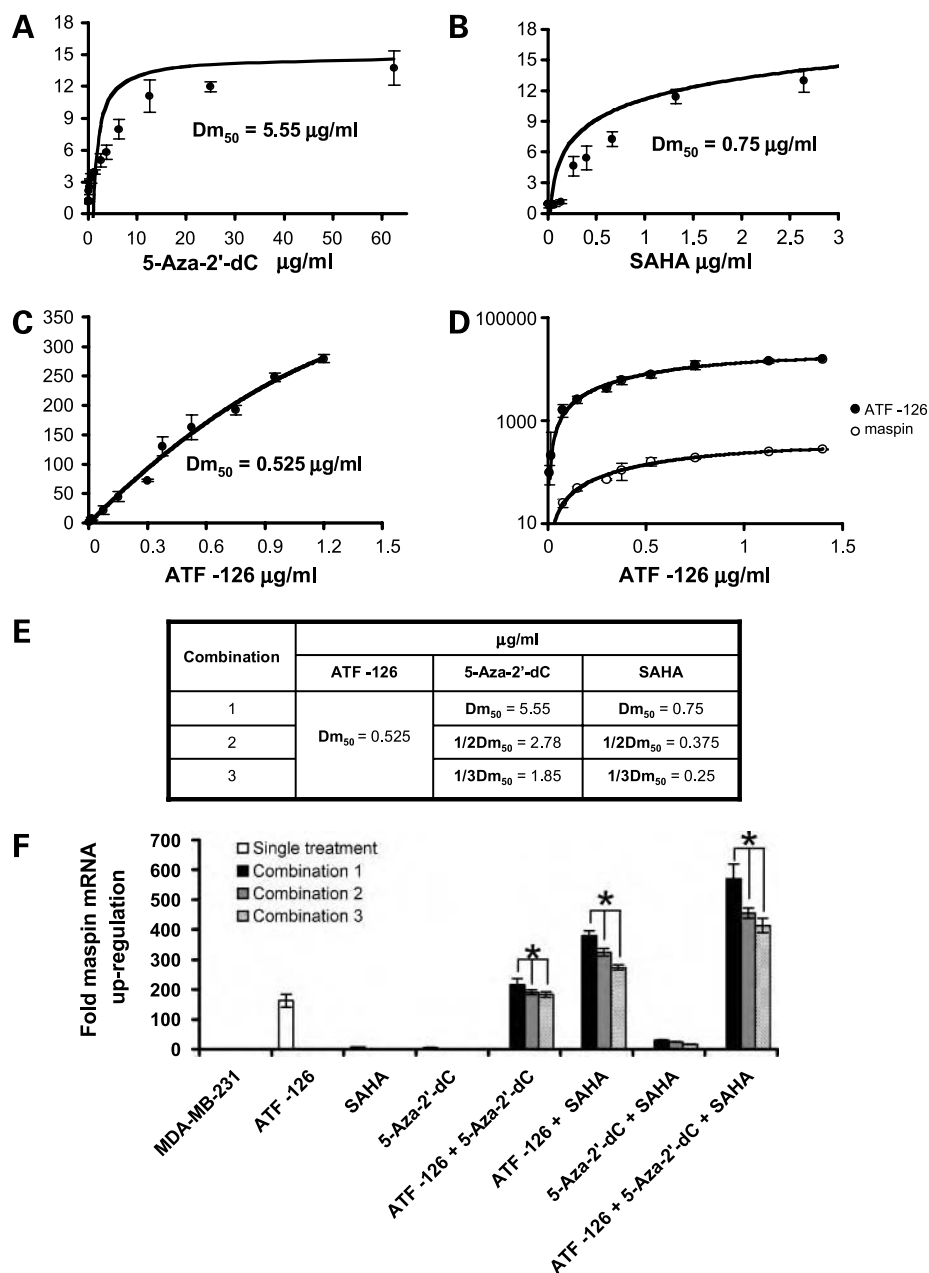 A
18
15
12
9
6
3
0
Dm50 = 5.55 µg/ml
0 10 20 30 40 50 60
5-Aza-2'-dC µg/ml
B
18
15
12
9
6
3
0
Dm50 = 0.75 µg/ml
0 0.5 1 1.5 2 2.5 3
SAHA µg/ml
C
350
300
250
200
150
100
50
0
Dm50 = 0.525 µg/ml
0 0.3 0.6 0.9 1.2 1.5
ATF -126 µg/ml
D
100000
1000
10
ATF -126
maspin
0 0.5 1 1.5
ATF -126 µg/ml
E
Combination µg/ml
ATF -126 5-Aza-2'-dC SAHA
1 Dm50 = 0.525 Dm50 = 5.55 Dm50 = 0.75
2 1/2Dm50 = 2.78 1/2Dm50 = 0.375
3 1/3Dm50 = 1.85 1/3Dm50 = 0.25
F
Fold maspin mRNA
up-regulation
700
600
500
400
300
200
100
0
Single treatment
Combination 1
Combination 2
Combination 3
*
*
*
MDA-MB-231
ATF -126
SAHA
5-Aza-2'-dC
ATF -126 + 5-Aza-2'-dC
ATF -126 + SAHA
5-Aza-2'-dC + SAHA
ATF -126 + 5-Aza-2'-dC + SAHA